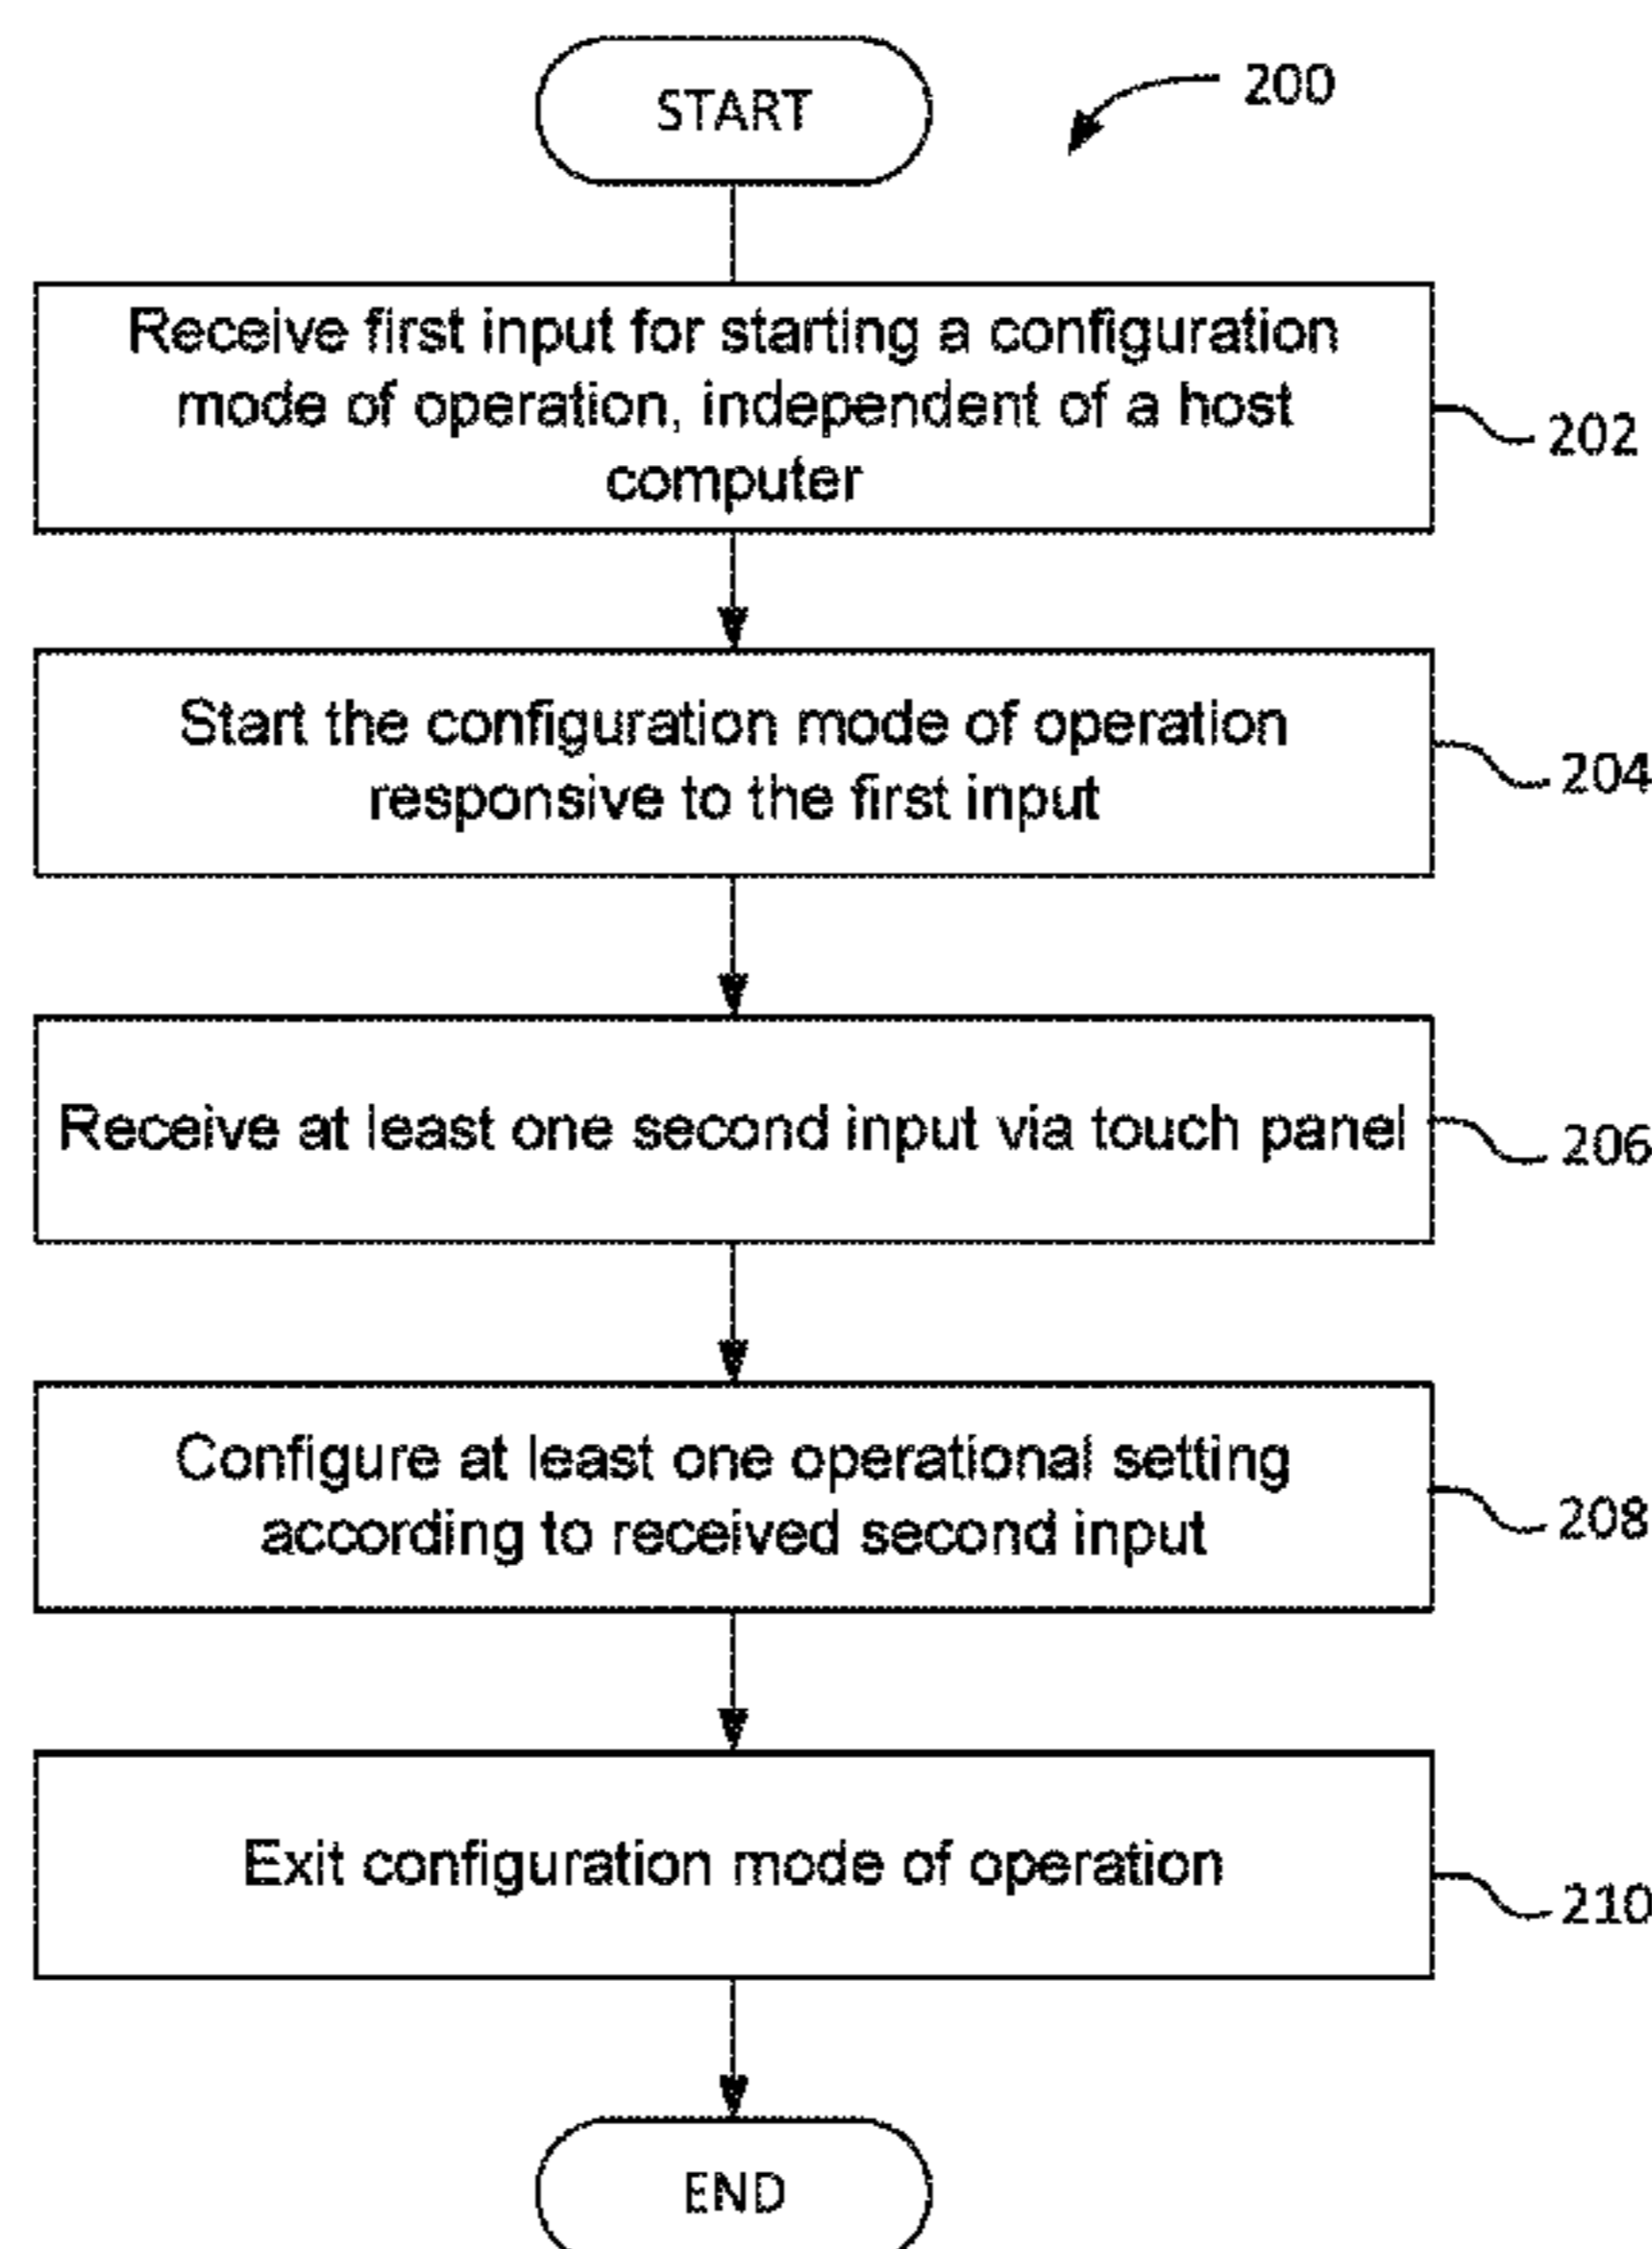 START
200
Receive first input for starting a configuration
mode of operation, independent of a host
computer
202
Start the configuration mode of operation
responsive to the first input
204
Receive at least one second input via touch panel
206
Configure at least one operational setting
according to received second input
208
Exit configuration mode of operation
210
END